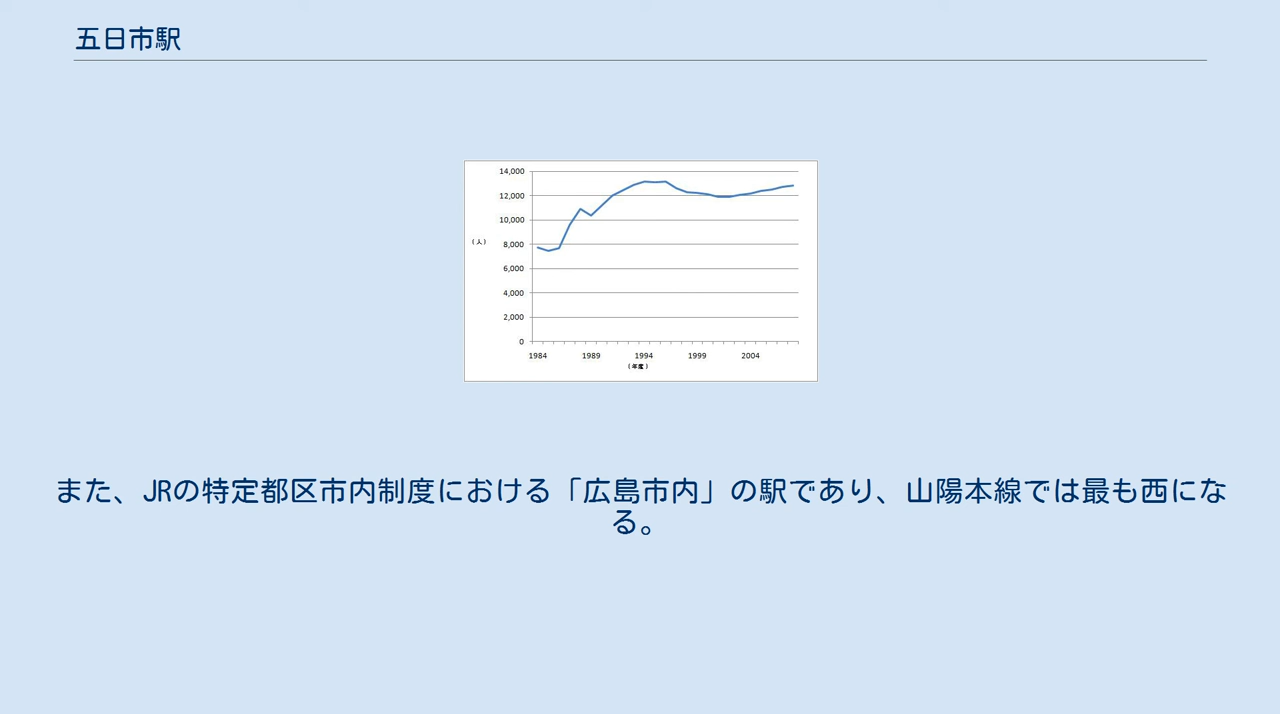 五日市駅
14,000
12,000
10,000
（人）
8,000
6,000
4,000
2,000
0
1984 1989 1994 1999 2004
（年度）
また、JRの特定都区市内制度における「広島市内」の駅であり、山陽本線では最も西にな
る。